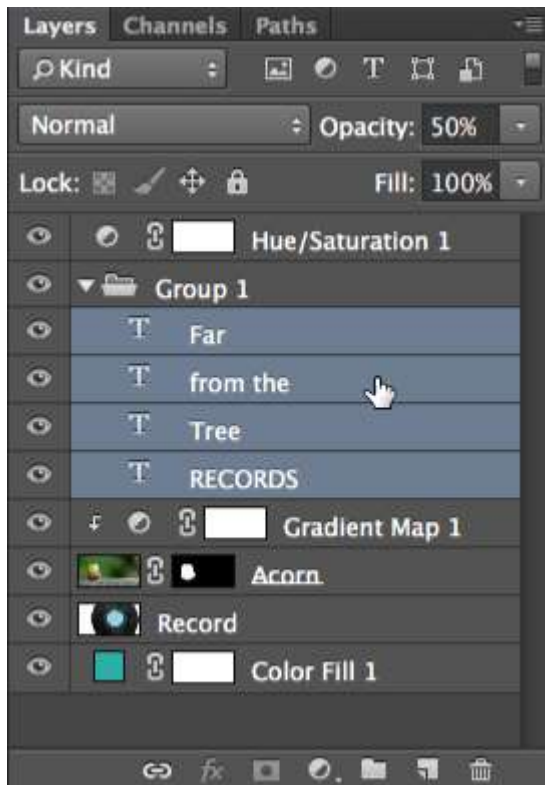 Layers Channels Paths
Kind T
Normal Opacity: 50%
Lock: Fill: 100%
Hue/Saturation 1
Group 1
T Far
T from the
T Tree
T RECORDS
Gradient Map 1
Acorn
Record
Color Fill 1
fx